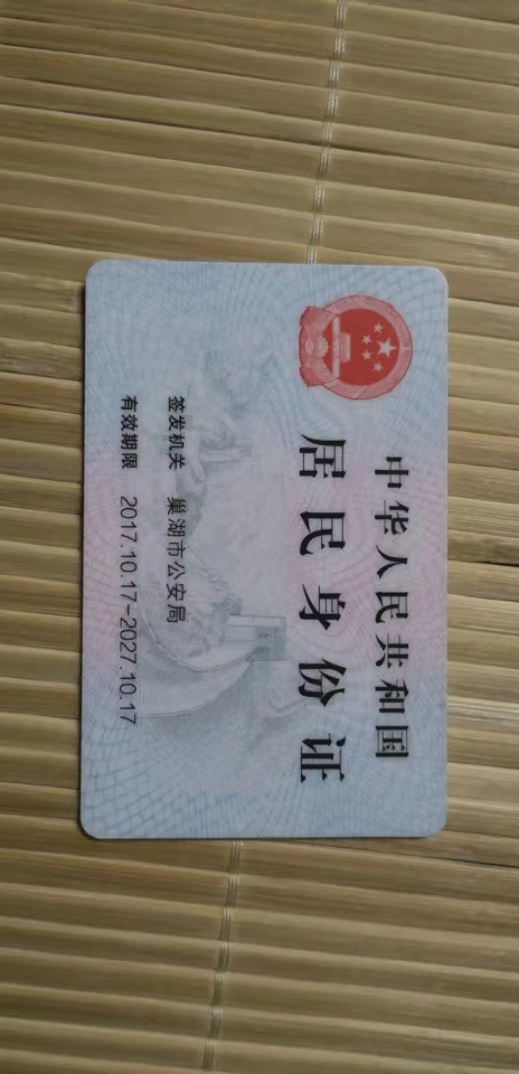 中华人民共和国
居民身份证
签发机关 巢湖市公安局
有效期限 2017.10.17-2027.10.17